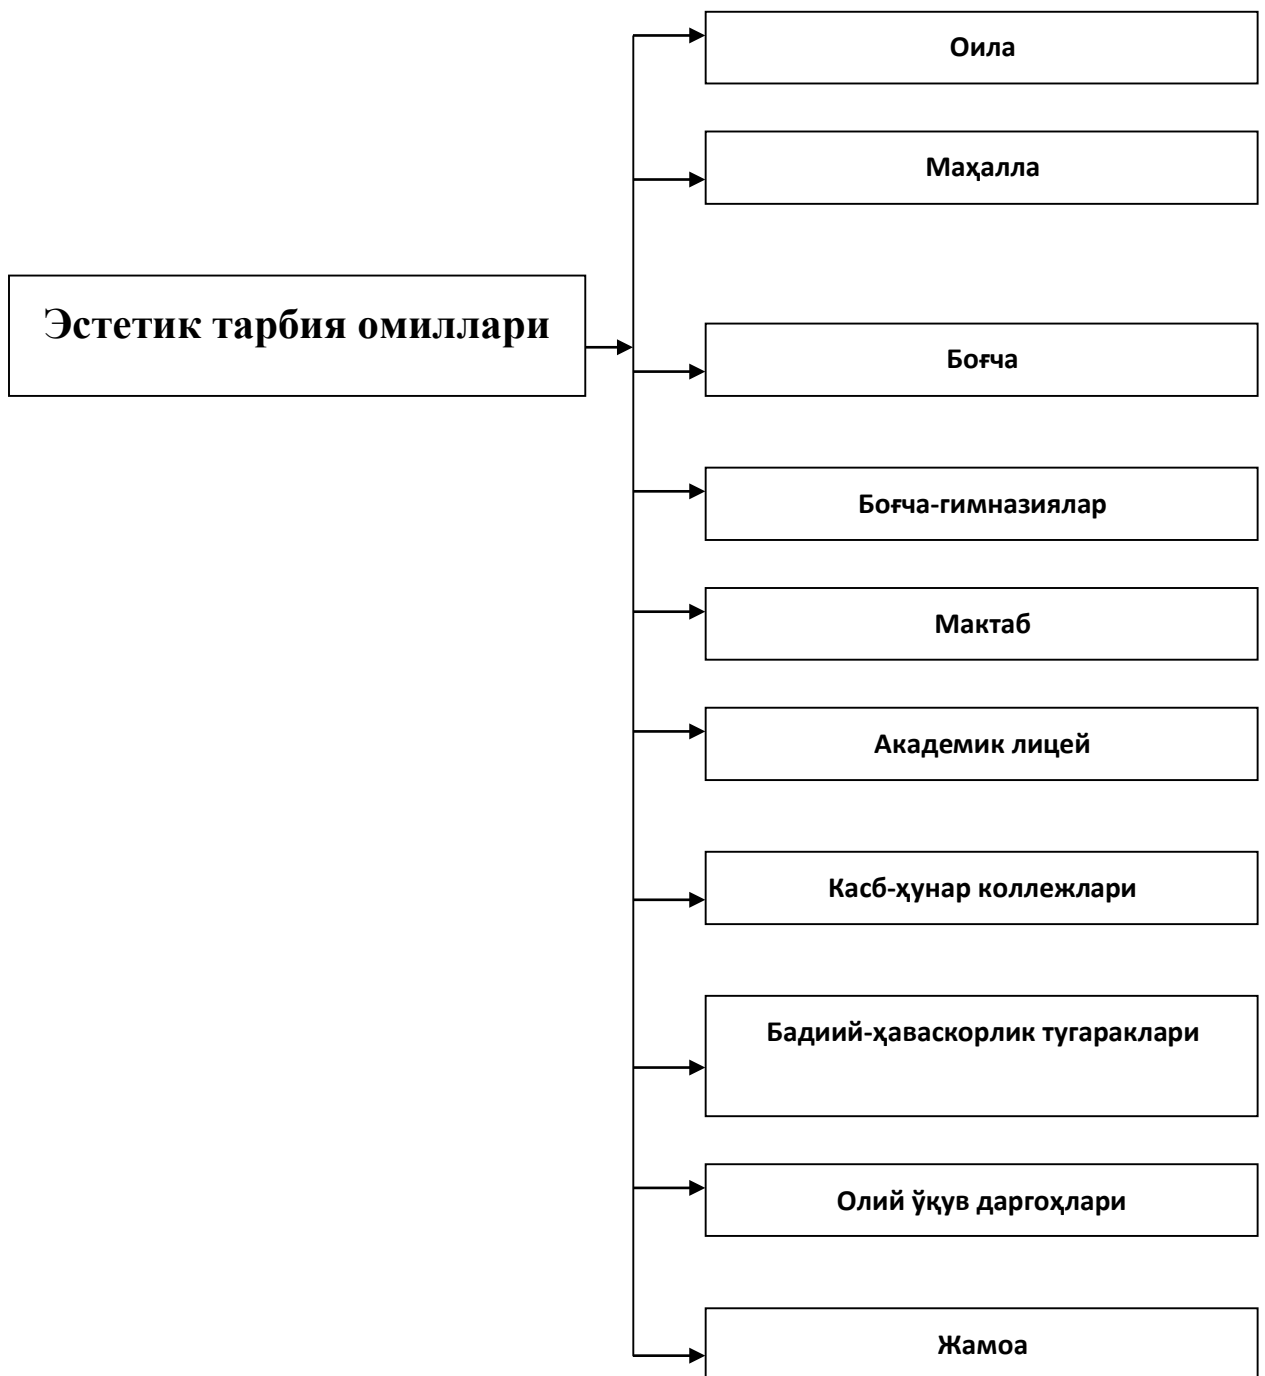 Оила
Маҳалла
Эстетик тарбия омиллари
Боғча
Боғча-гимназиялар
Мактаб
Академик лицей
Касб-ҳунар коллежлари
Бадиий-ҳаваскорлик тугараклари
Олий ўқув даргоҳлари
Жамоа